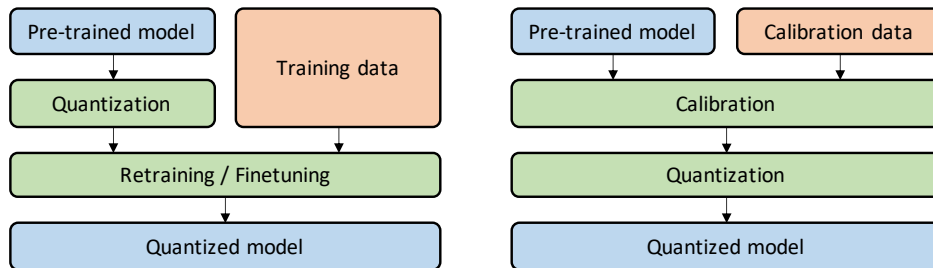 Pre-trained model
Training data
Quantization
Retraining / Finetuning
Quantized model
Pre-trained model
Calibration data
Calibration
Quantization
Quantized model